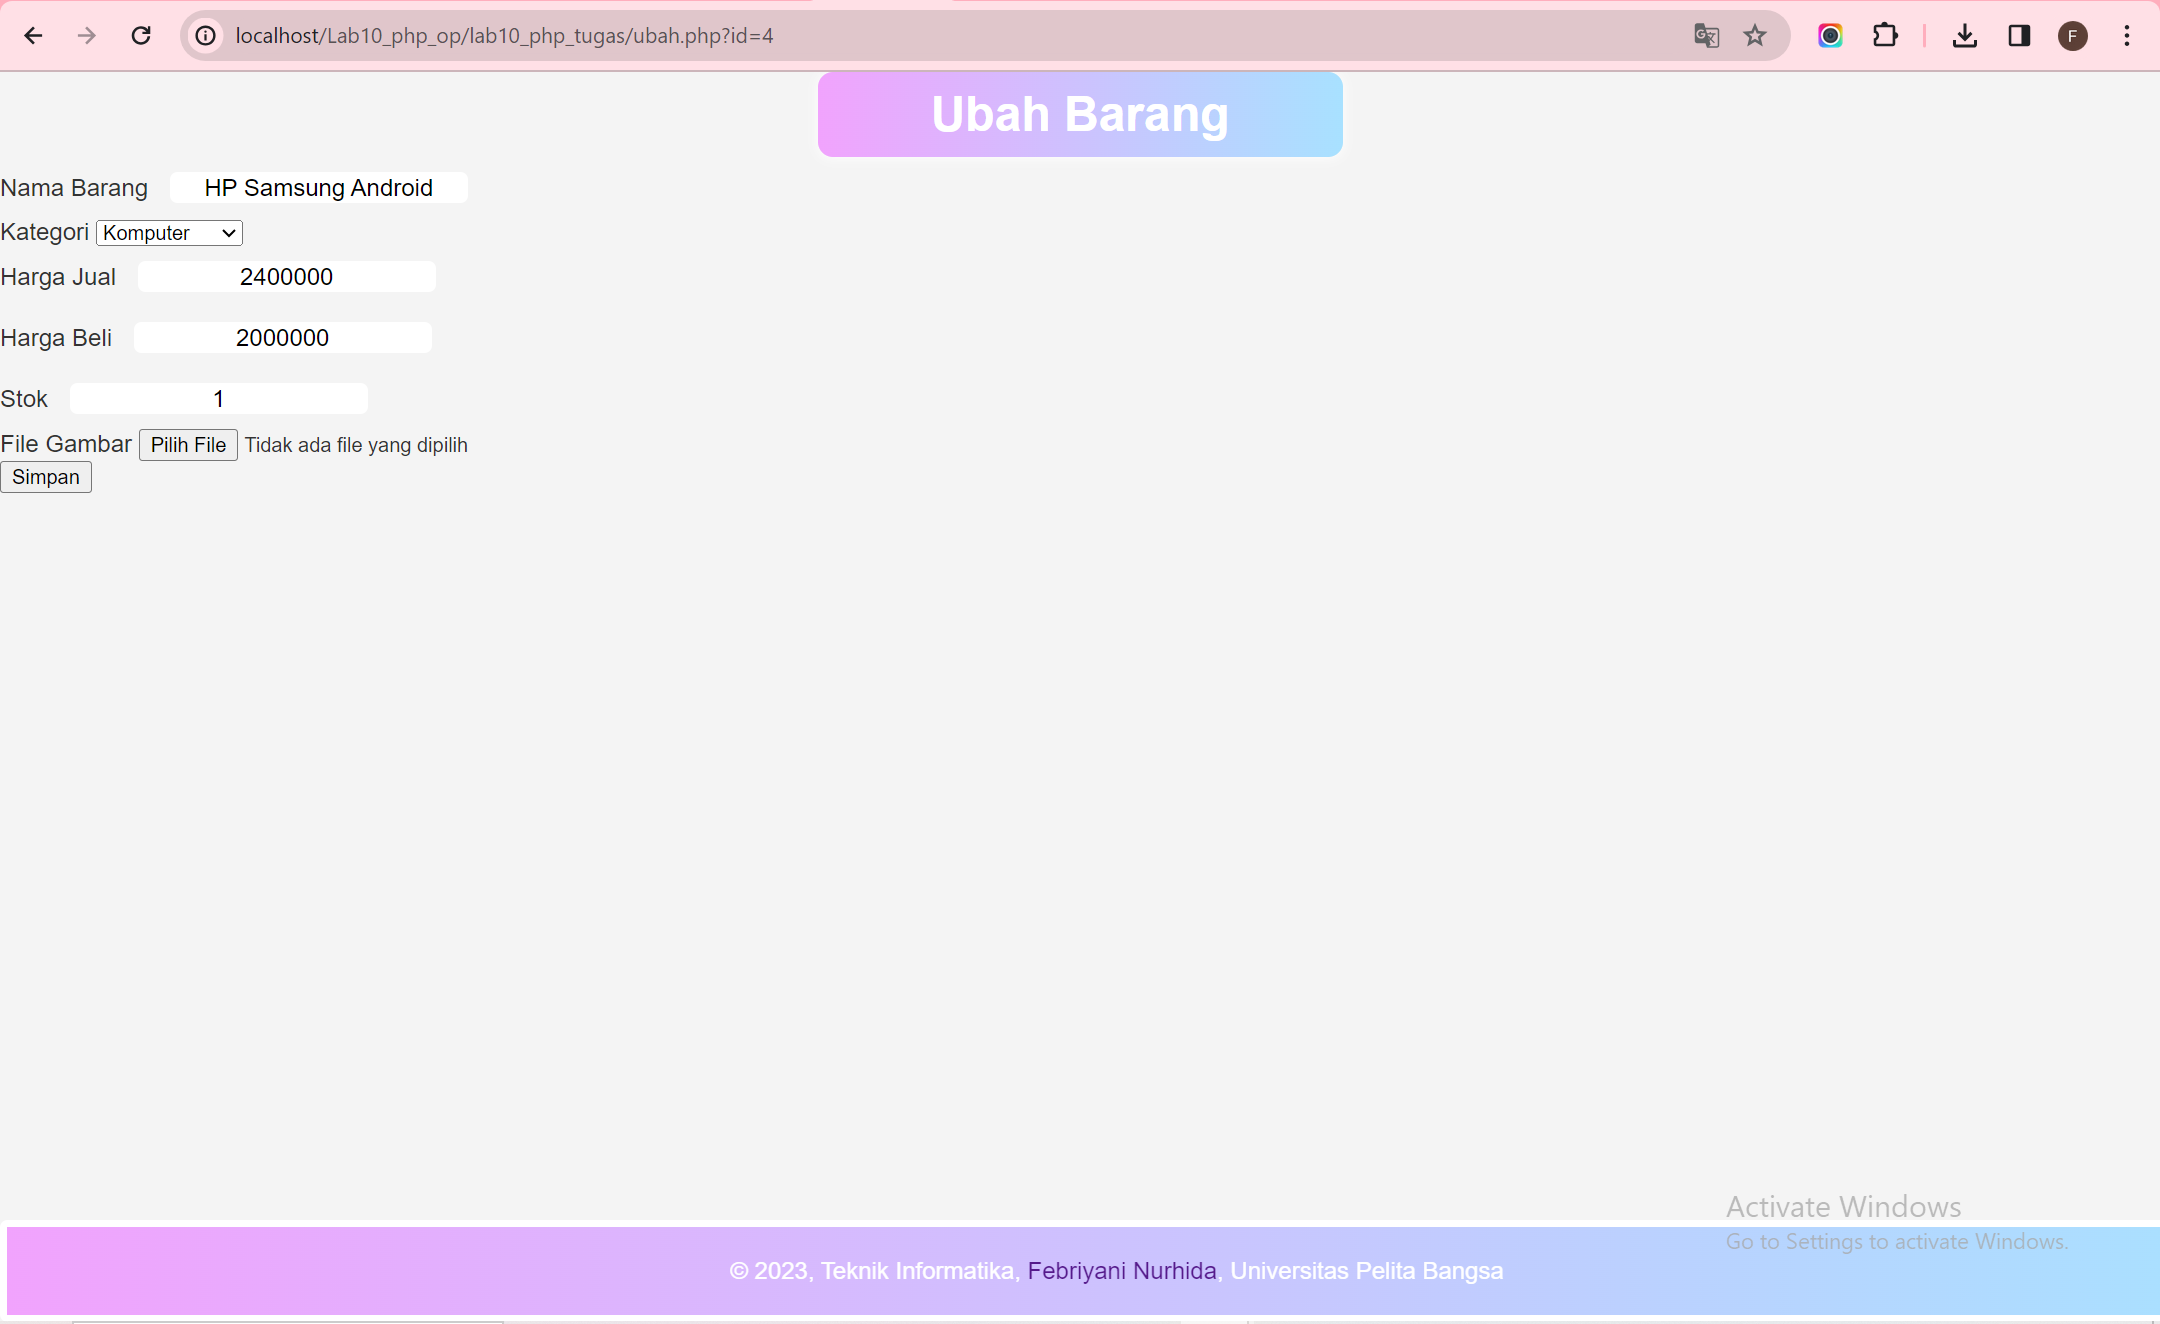 localhost/Lab10_php_op/lab10_php_tugas/ubah.php?id=4
F
Ubah Barang
Nama Barang HP Samsung Android
Kategori Komputer
Harga Jual 2400000
Harga Beli 2000000
Stok 1
File Gambar Pilih File Tidak ada file yang dipilih
Simpan
Activate Windows
Go to Settings to activate Windows.
© 2023, Teknik Informatika, Febriyani Nurhida, Universitas Pelita Bangsa